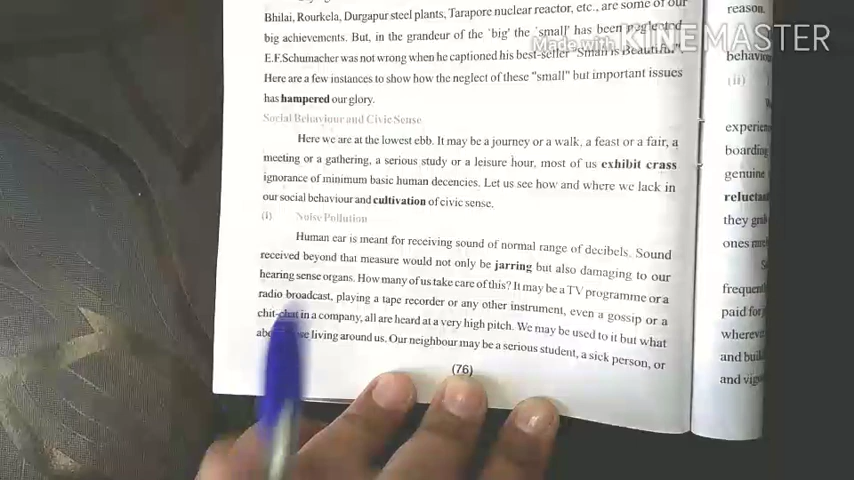 Bhilai, Rourkela, Durgapur steel plants, Tarapore nuclear reactor, etc., are some of our
big achievements. But, in the grandeur of the `big' the `small' has been neglected
E.F.Schumacher was not wrong when he captioned his best-seller "Small is Beautiful".
Here are a few instances to show how the neglect of these "small" but important issues
has hampered our glory.
Social Behaviour and Civic Sense
Here we are at the lowest ebb. It may be a journey or a walk, a feast or a fair, a
meeting or a gathering, a serious study or a leisure hour, most of us exhibit crass
ignorance of minimum basic human decencies. Let us see how and where we lack in
our social behaviour and cultivation of civic sense.
(i) Noise Pollution
Human ear is meant for receiving sound of normal range of decibels. Sound
received beyond that measure would not only be jarring but also damaging to our
hearing sense organs. How many of us take care of this? It may be a TV programme or a
radio broadcast, playing a tape recorder or any other instrument, even a gossip or a
chit-chat in a company, all are heard at a very high pitch. We may be used to it but what
living around us. Our neighbour may be a serious student, a sick person, or
(76)
reason.
behavio
(ii)
experien
boarding
genuine
reluctan
they gra
ones
frequent
paid for
whereve
and buil
and vig
Made with KINEMASTER